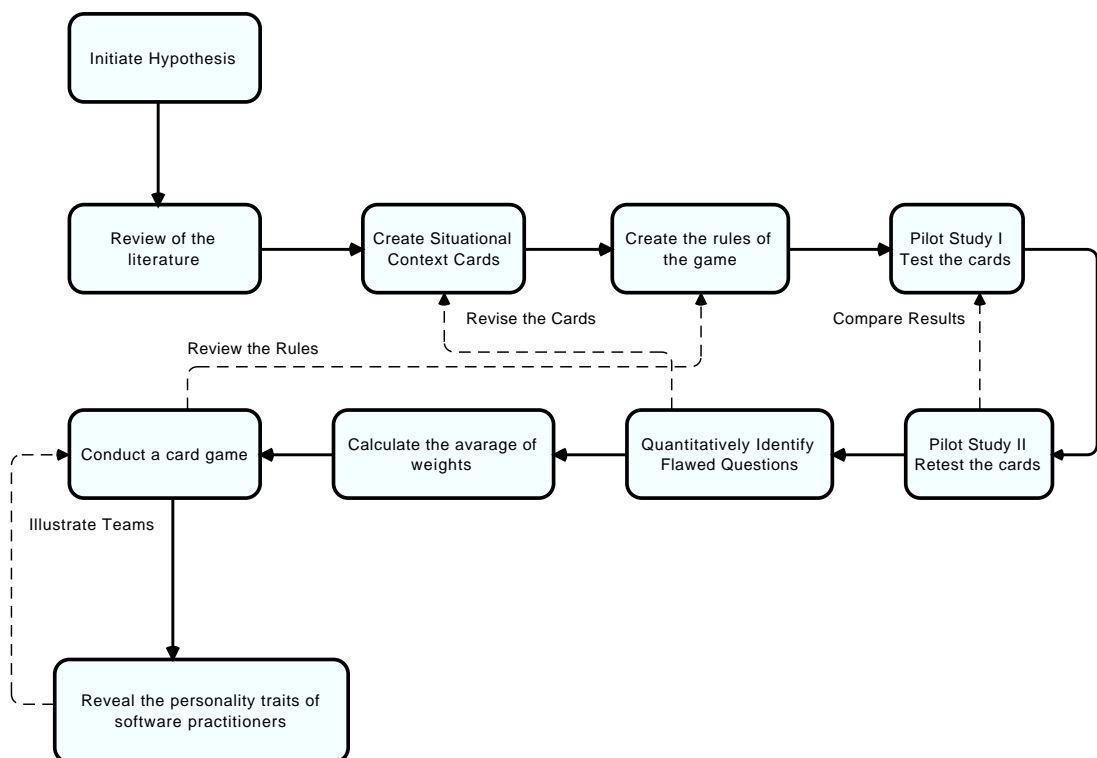 Initiate Hypothesis
Review of the
literature
Create Situational
Context Cards
Create the rules of
the game
Pilot Study I
Test the cards
Revise the Cards
Compare Results
Review the Rules
Conduct a card game
Calculate the avarage of
weights
Quantitatively Identify
Flawed Questions
Pilot Study II
Retest the cards
Illustrate Teams
Reveal the personality traits of
software practitioners